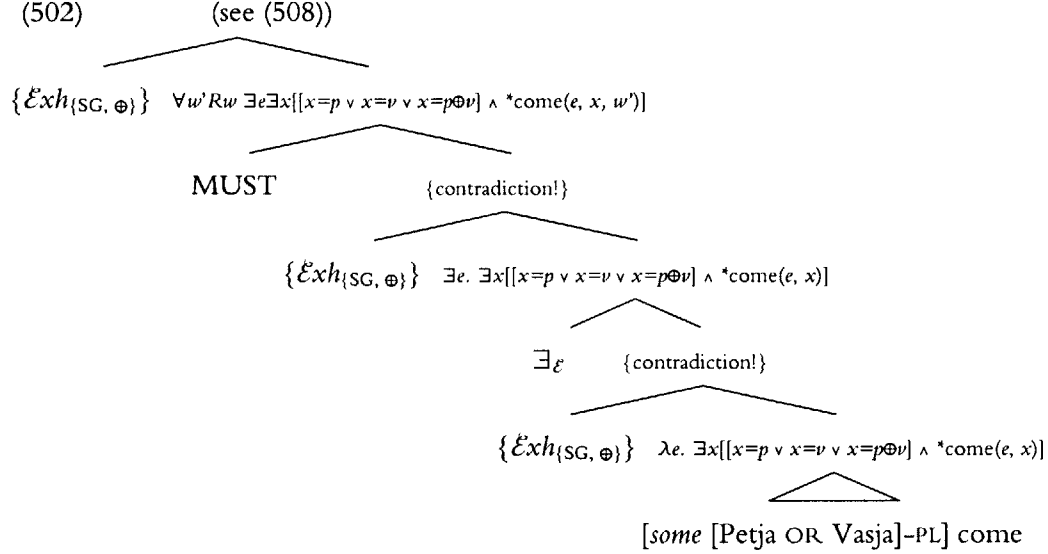 (502) (see (508))
{ℰxh{SG, ⊕}} ∀w'Rw ∃e∃x[[x=p ∨ x=v ∨ x=p⊕v] ∧ *come(e, x, w')]
MUST {contradiction!}
{ℰxh{SG, ⊕}} ∃e. ∃x[[x=p ∨ x=v ∨ x=p⊕v] ∧ *come(e, x)]
∃ℰ {contradiction!}
{ℰxh{SG, ⊕}} λe. ∃x[[x=p ∨ x=v ∨ x=p⊕v] ∧ *come(e, x)]
[some [Petja OR Vasja]-PL] come